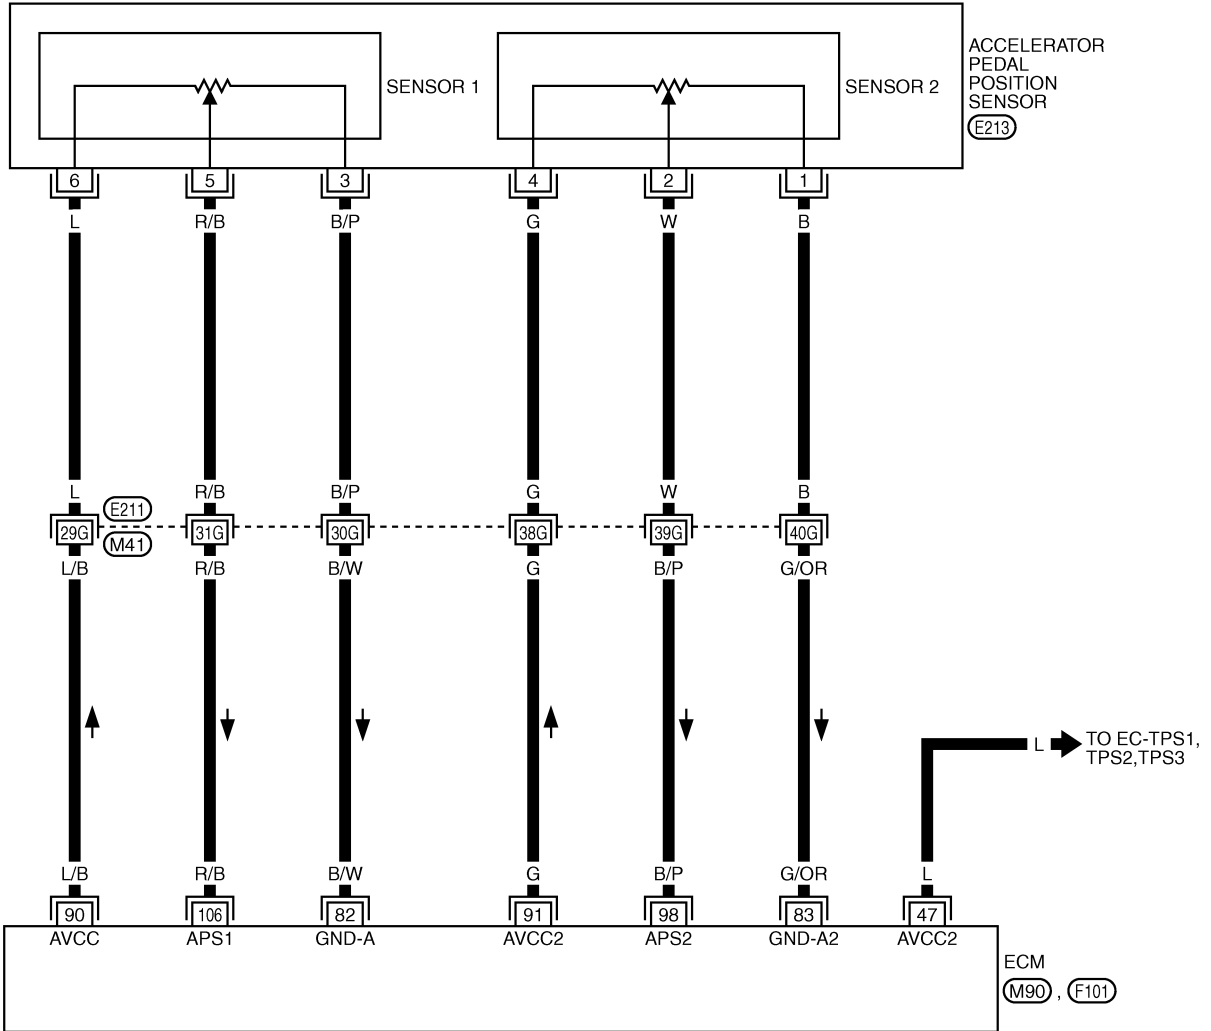 SENSOR 1
SENSOR 2
ACCELERATOR
PEDAL
POSITION
SENSOR
E213
6 5 3 4 2 1
L R/B B/P G W B
L R/B B/P G W B
E211
29G 31G 30G 38G 39G 40G
M41
L/B R/B B/W G B/P G/OR
L TO EC-TPS1,
TPS2,TPS3
L/B R/B B/W G B/P G/OR L
90 106 82 91 98 83 47
AVCC APS1 GND-A AVCC2 APS2 GND-A2 AVCC2
ECM
M90 , F101